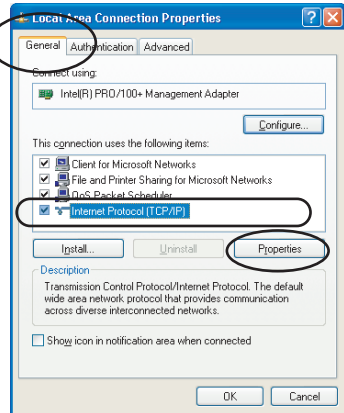 Local Area Connection Properties
General Authentication Advanced
Connect using:
Intel(R) PRO/100+ Management Adapter
Configure...
This connection uses the following items:
Client for Microsoft Networks
File and Printer Sharing for Microsoft Networks
QoS Packet Scheduler
Internet Protocol (TCP/IP)
Install... Uninstall Properties
Description
Transmission Control Protocol/Internet Protocol. The default
wide area network protocol that provides communication
across diverse interconnected networks.
Show icon in notification area when connected
OK Cancel